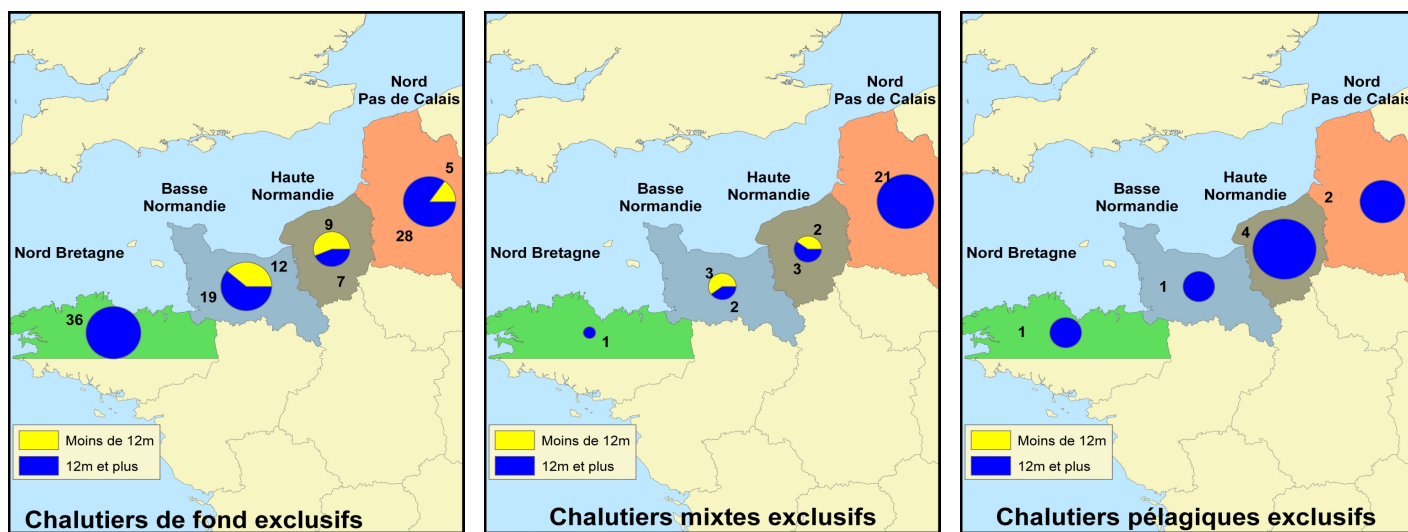 Nord
Pas de Calais
5
Haute
Normandie
Basse
Normandie
9
28
Nord Bretagne
12
7
19
36
Moins de 12m
12m et plus
Chalutiers de fond exclusifs
Nord
Pas de Calais
21
Haute
Normandie
Basse
Normandie
2
Nord Bretagne
3
3
2
1
Moins de 12m
12m et plus
Chalutiers mixtes exclusifs
Nord
Pas de Calais
2
Haute
Normandie
Basse
Normandie
4
Nord Bretagne
1
1
Moins de 12m
12m et plus
Chalutiers pélagiques exclusifs